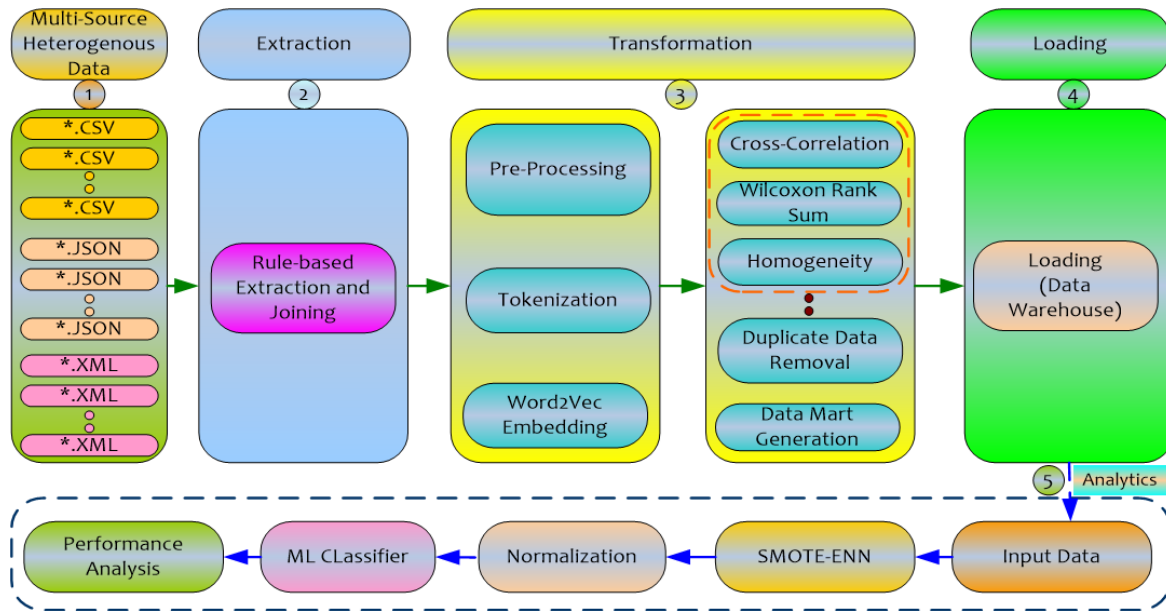 Multi-Source
Heterogenous
Data
Extraction
Transformation
Loading
1
2
3
4
*.CSV
*.CSV
*.CSV
*.JSON
*.JSON
*.JSON
*.XML
*.XML
*.XML
Rule-based
Extraction and
Joining
Pre-Processing
Tokenization
Word2Vec
Embedding
Cross-Correlation
Wilcoxon Rank
Sum
Homogeneity
Duplicate Data
Removal
Data Mart
Generation
Loading
(Data
Warehouse)
5
Analytics
Performance
Analysis
ML CLassifier
Normalization
SMOTE-ENN
Input Data